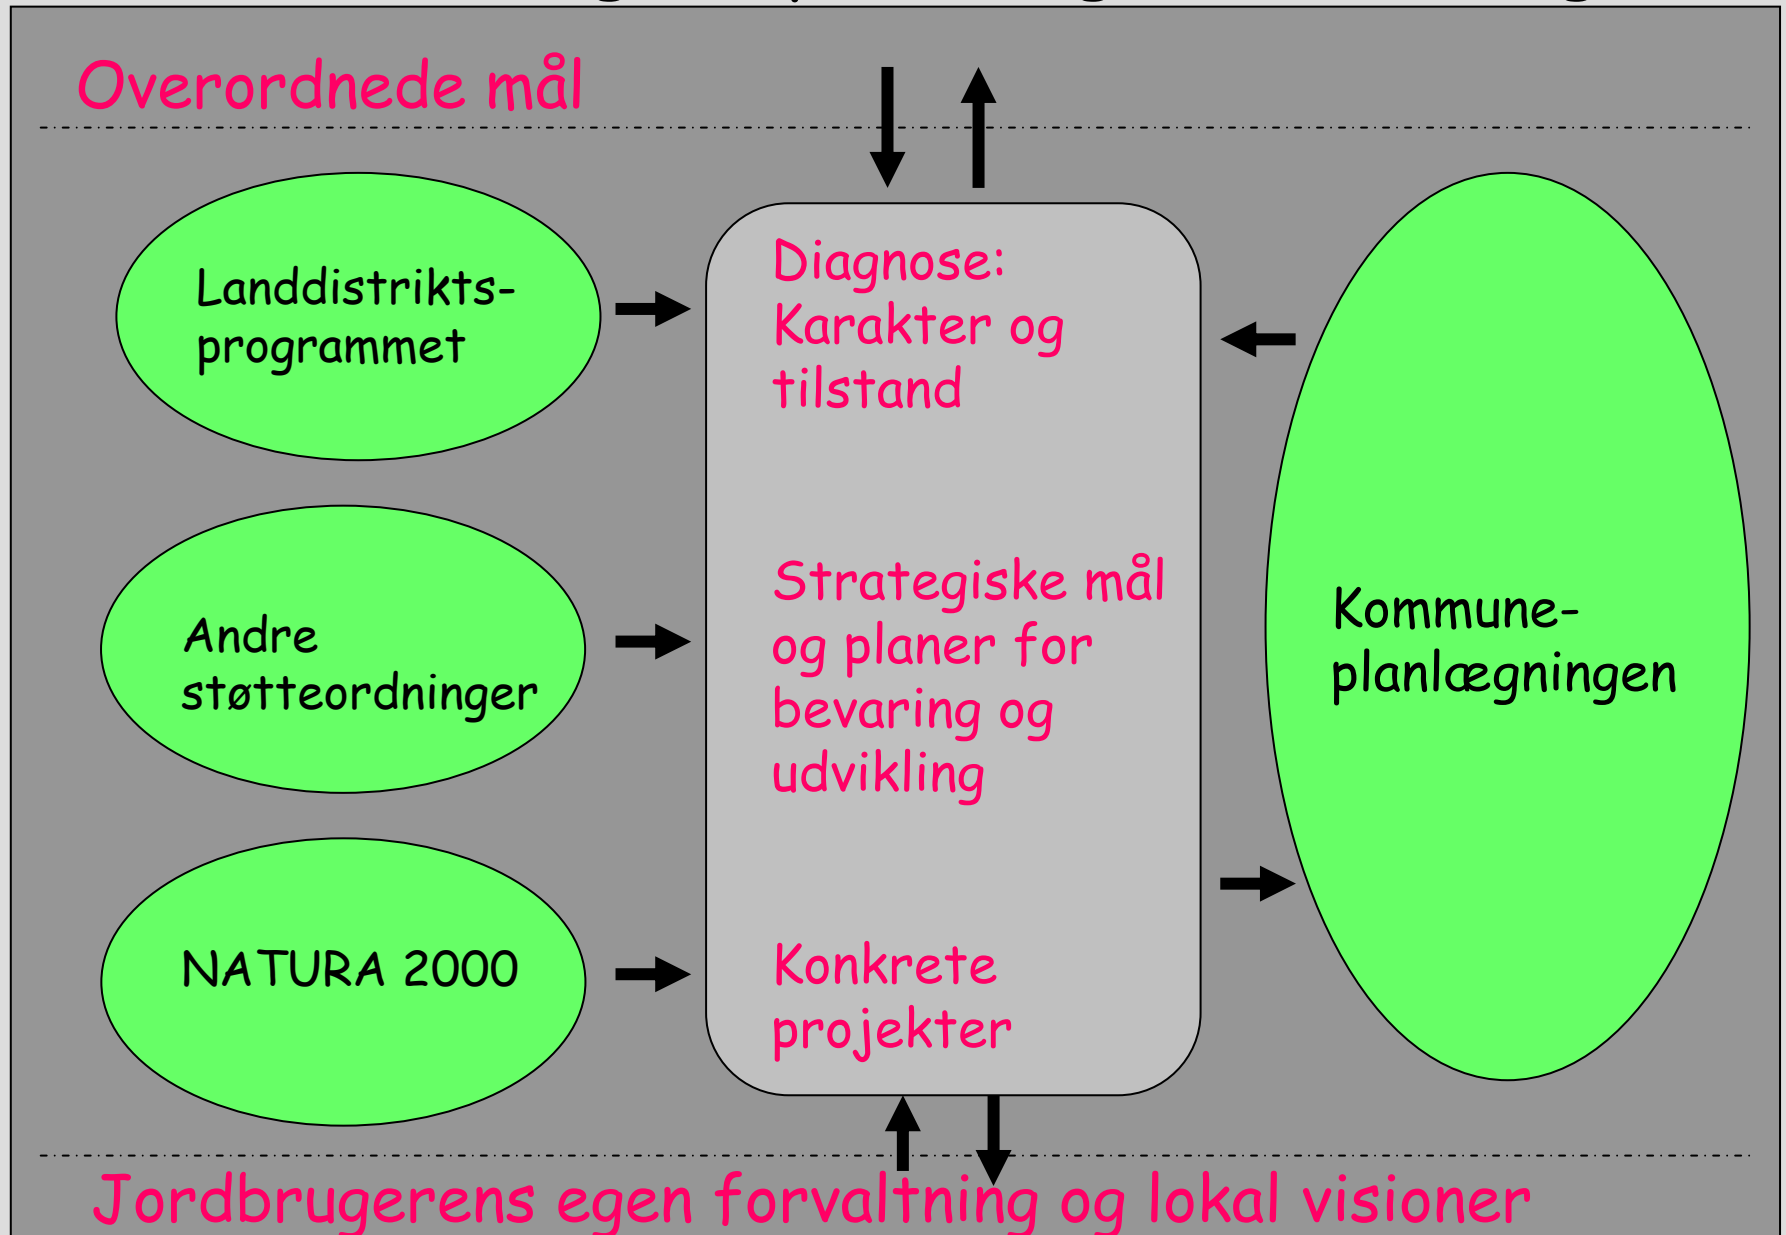 Overordnede mål
Landdistrikts-
programmet
Andre
støtteordninger
NATURA 2000
Diagnose:
Karakter og
tilstand
Strategiske mål
og planer for
bevaring og
udvikling
Konkrete
projekter
Kommune-
planlægningen
Jordbrugerens egen forvaltning og lokal visioner